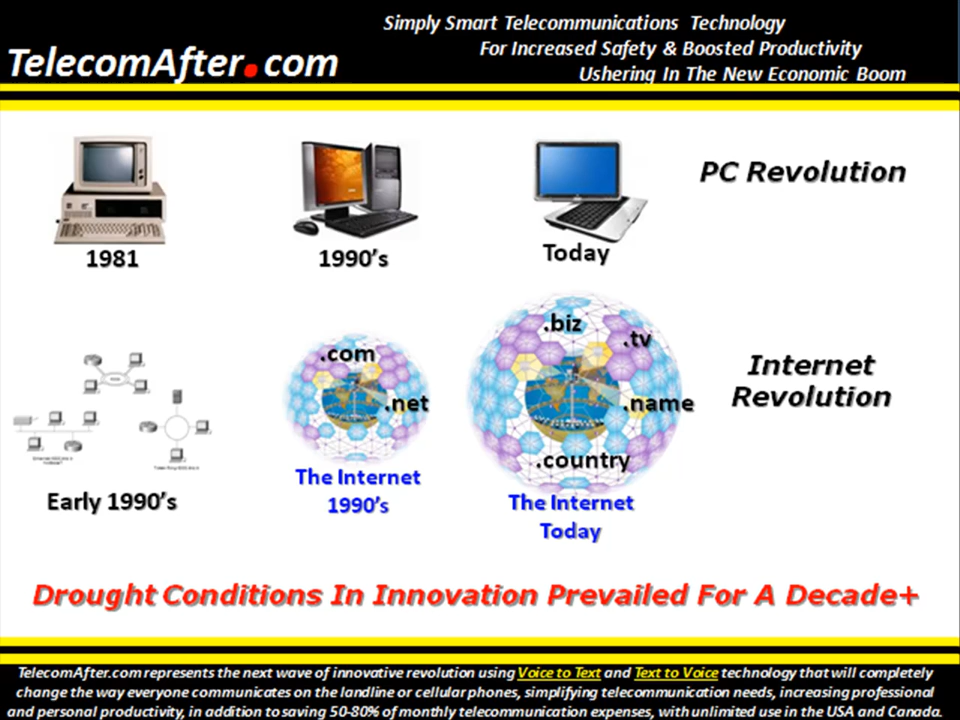 Simply Smart Telecommunications Technology
For Increased Safety & Boosted Productivity
TelecomAfter.com
Ushering In The New Economic Boom
PC Revolution
1981
1990's
Today
.biz
.tv
.com
.net
.name
Internet
Revolution
.country
The Internet
1990's
Early 1990's
The Internet
Today
Drought Conditions In Innovation Prevailed For A Decade+
TelecomAfter.com represents the next wave of innovative revolution using Voice to Text and Text to Voice technology that will completely
change the way everyone communicates on the landline or cellular phones, simplifying telecommunication needs, increasing professional
and personal productivity, in addition to saving 50-80% of monthly telecommunication expenses, with unlimited use in the USA and Canada.